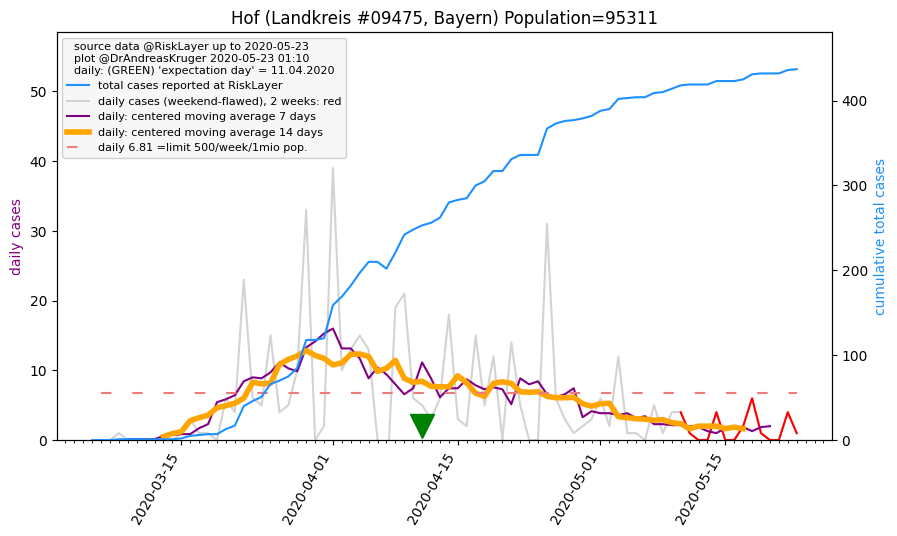 Hof (Landkreis #09475, Bayern) Population=95311
source data @RiskLayer up to 2020-05-23
plot @DrAndreasKruger 2020-05-23 01:10
daily: (GREEN) 'expectation day' = 11.04.2020
total cases reported at RiskLayer
daily cases (weekend-flawed), 2 weeks: red
daily: centered moving average 7 days
daily: centered moving average 14 days
daily 6.81 =limit 500/week/1mio pop.
daily cases
50
40
30
20
10
0
400
300
200
100
0
cumulative total cases
2020-03-15
2020-04-01
2020-04-15
2020-05-01
2020-05-15